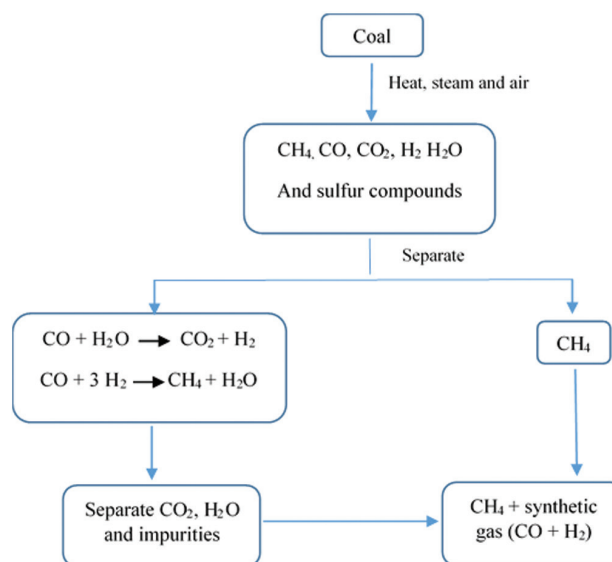 Coal
Heat, steam and air
CH₄, CO, CO₂, H₂ H₂O
And sulfur compounds
Separate
CO + H₂O → CO₂ + H₂
CO + 3 H₂ → CH₄ + H₂O
CH₄
Separate CO₂, H₂O
and impurities
CH₄ + synthetic
gas (CO + H₂)